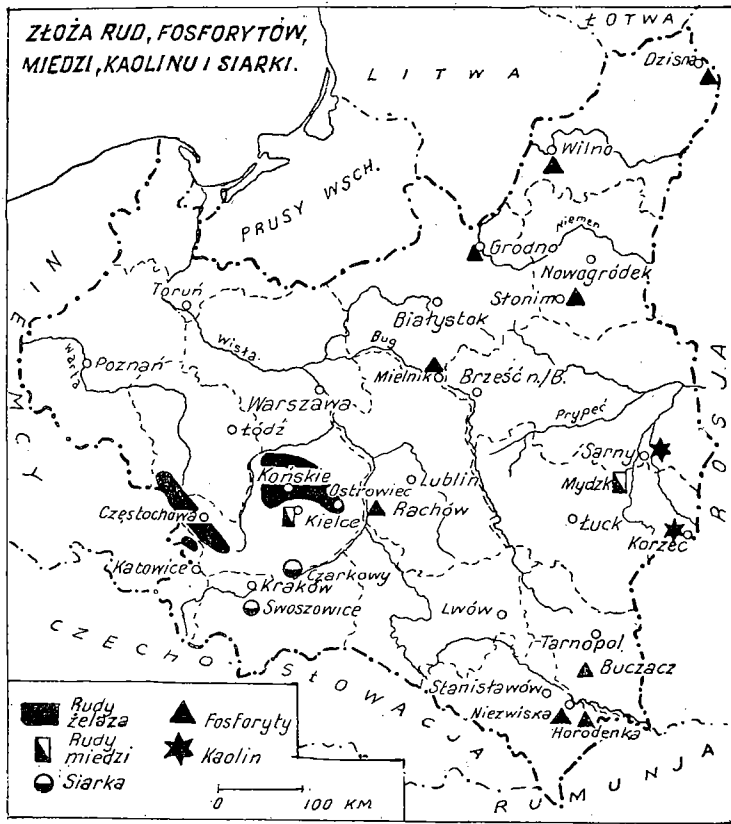 ZŁOŻA RUD, FOSFORYTÓW,
MIEDZI, KAOLINU I SIARKI.
ŁOTWA
LITWA
Dzisna
Wilno
PRUSY WSCH.
Niemen
Grodno
Nowogródek
Słonim
NIEMCY
Toruń
Białystok
Wisła
Bug
Warta
Poznań
Mielnik
Brześć n./B.
ROSJA
Warszawa
Prypeć
Łódź
Sarny
Końskie
Ostrowiec
Lublin
Mydzk
Częstochowa
Kielce
Rachów
Łuck
Korzec
Katowice
Czarkowy
Kraków
Swoszowice
Lwów
CZECHO-SŁOWACJA
Tarnopol
Buczacz
Stanisławów
Niezwiska
Horodenka
RUMUNJA
Rudy
żelaza
Fosforyty
Rudy
miedzi
Kaolin
Siarka
0 100 KM.